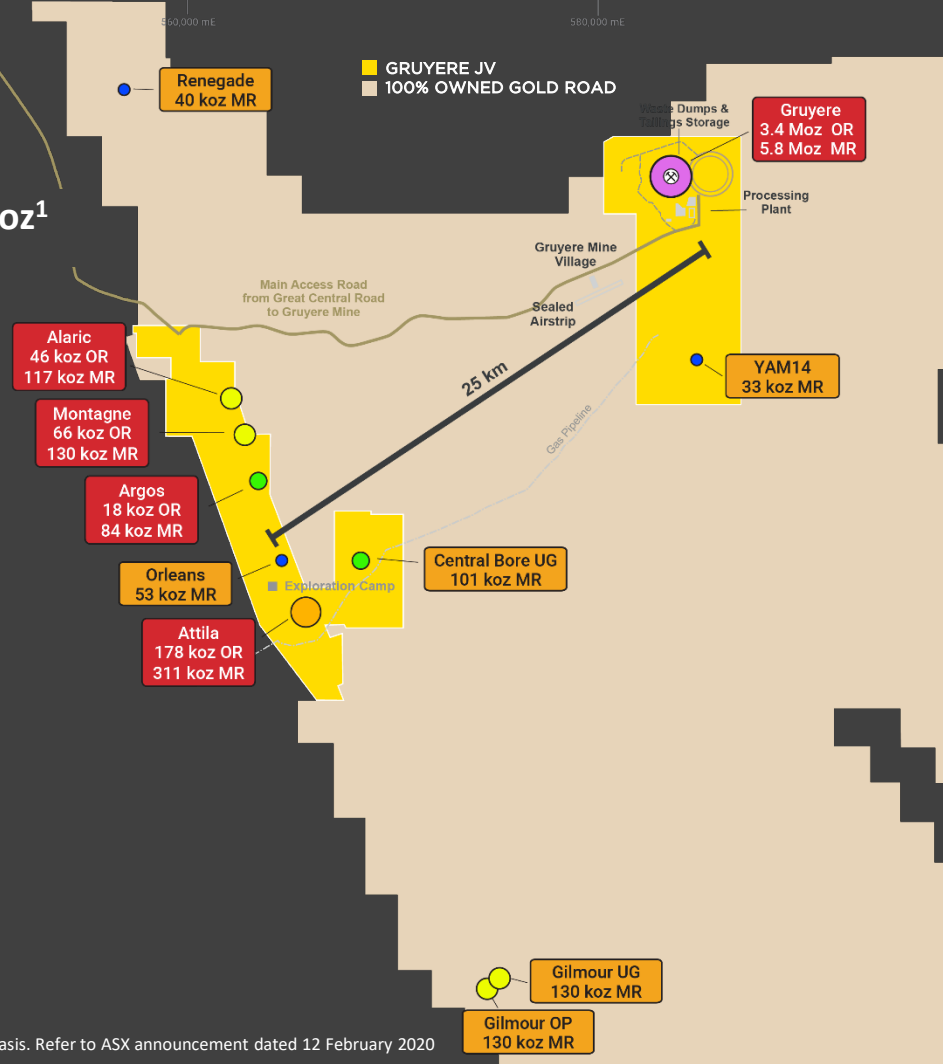 560,000 mE
580,000 mE
Renegade
40 koz MR
GRUYERE JV
100% OWNED GOLD ROAD
Waste Dumps &
Tailings Storage
Gruyere
3.4 Moz OR
5.8 Moz MR
oz¹
Processing
Plant
Gruyere Mine
Village
Main Access Road
from Great Central Road
to Gruyere Mine
Sealed
Airstrip
Alaric
46 koz OR
117 koz MR
25 km
YAM14
33 koz MR
Montagne
66 koz OR
130 koz MR
Gas Pipeline
Argos
18 koz OR
84 koz MR
Central Bore UG
101 koz MR
Orleans
53 koz MR
Exploration Camp
Attila
178 koz OR
311 koz MR
Gilmour UG
130 koz MR
Gilmour OP
130 koz MR
asis. Refer to ASX announcement dated 12 February 2020